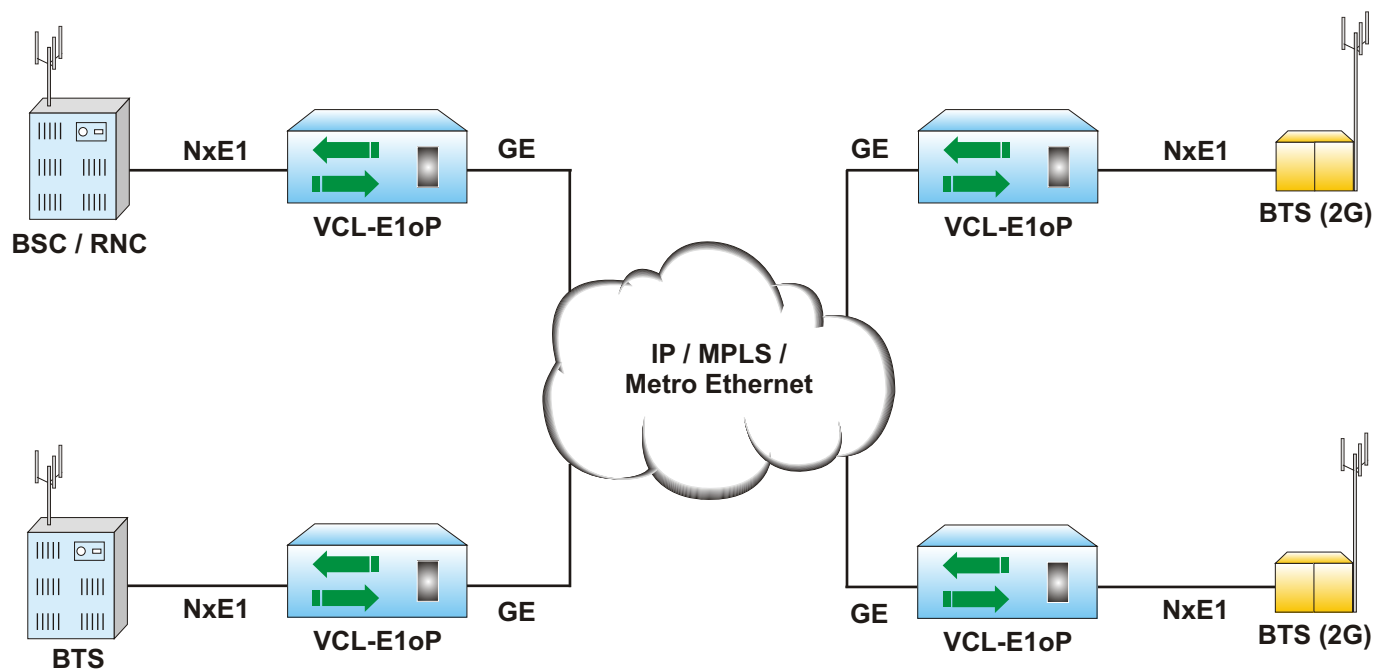 NxE1
GE
VCL-E1oP
BSC / RNC
GE
NxE1
VCL-E1oP
BTS (2G)
IP / MPLS /
Metro Ethernet
NxE1
GE
VCL-E1oP
BTS
GE
NxE1
VCL-E1oP
BTS (2G)